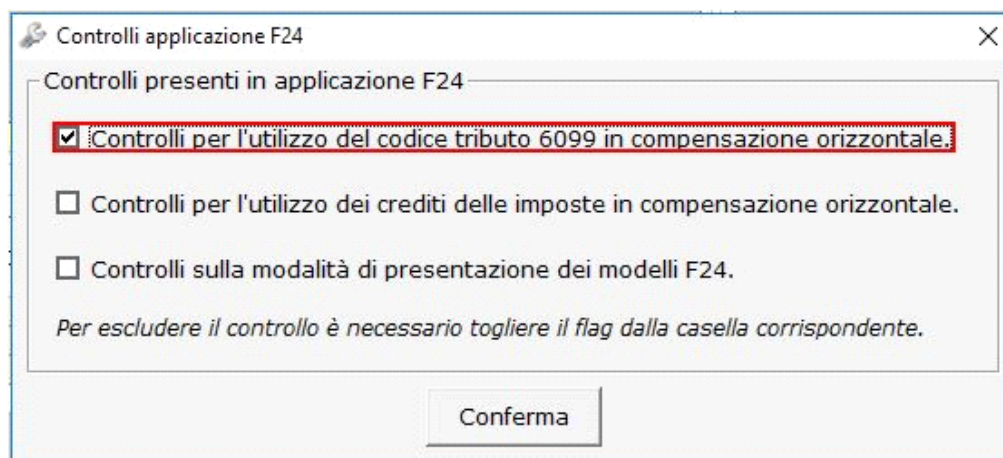 Controlli applicazione F24
Controlli presenti in applicazione F24
Controlli per l'utilizzo del codice tributo 6099 in compensazione orizzontale.
Controlli per l'utilizzo dei crediti delle imposte in compensazione orizzontale.
Controlli sulla modalità di presentazione dei modelli F24.
Per escludere il controllo è necessario togliere il flag dalla casella corrispondente.
Conferma